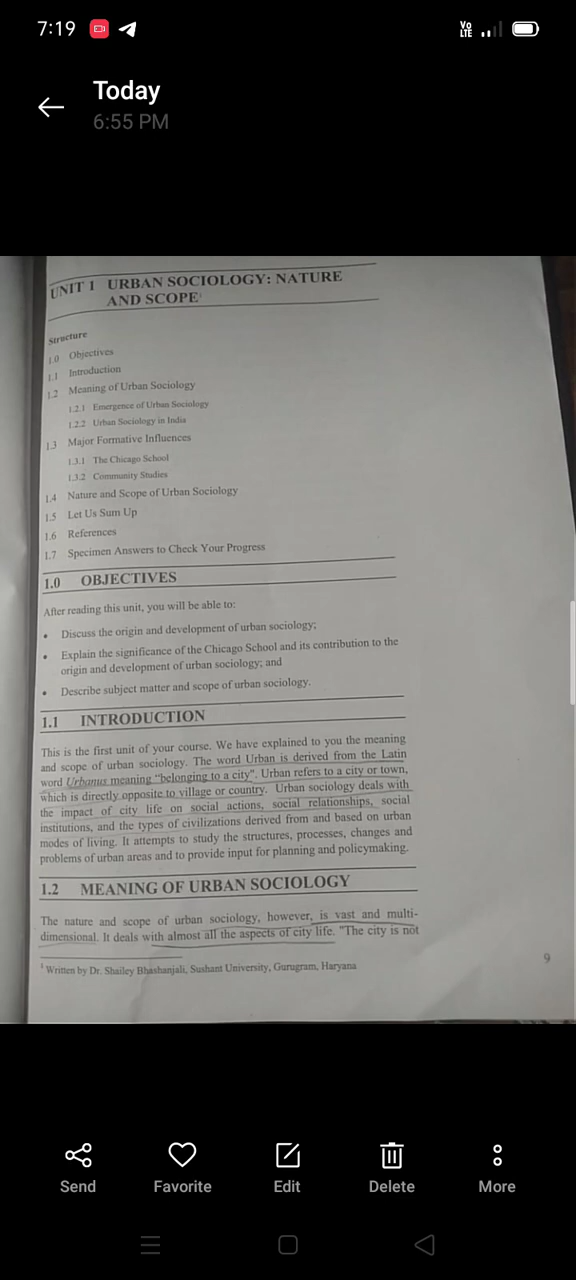 7:19
Vo
LTE
Today
6:55 PM
UNIT 1 URBAN SOCIOLOGY: NATURE
AND SCOPE¹
Structure
1.0 Objectives
1.1 Introduction
1.2 Meaning of Urban Sociology
1.2.1 Emergence of Urban Sociology
1.2.2 Urban Sociology in India
1.3 Major Formative Influences
1.3.1 The Chicago School
1.3.2 Community Studies
1.4 Nature and Scope of Urban Sociology
1.5 Let Us Sum Up
1.6 References
1.7 Specimen Answers to Check Your Progress
1.0 OBJECTIVES
After reading this unit, you will be able to:
• Discuss the origin and development of urban sociology;
• Explain the significance of the Chicago School and its contribution to the
origin and development of urban sociology; and
• Describe subject matter and scope of urban sociology.
1.1 INTRODUCTION
This is the first unit of your course. We have explained to you the meaning
and scope of urban sociology. The word Urban is derived from the Latin
word Urbanus meaning "belonging to a city". Urban refers to a city or town,
which is directly opposite to village or country. Urban sociology deals with
the impact of city life on social actions, social relationships, social
institutions, and the types of civilizations derived from and based on urban
modes of living. It attempts to study the structures, processes, changes and
problems of urban areas and to provide input for planning and policymaking.
1.2 MEANING OF URBAN SOCIOLOGY
The nature and scope of urban sociology, however, is vast and multi-
dimensional. It deals with almost all the aspects of city life. "The city is not
¹ Written by Dr. Shailey Bhashanjali, Sushant University, Gurugram, Haryana
9
Send
Favorite
Edit
Delete
More